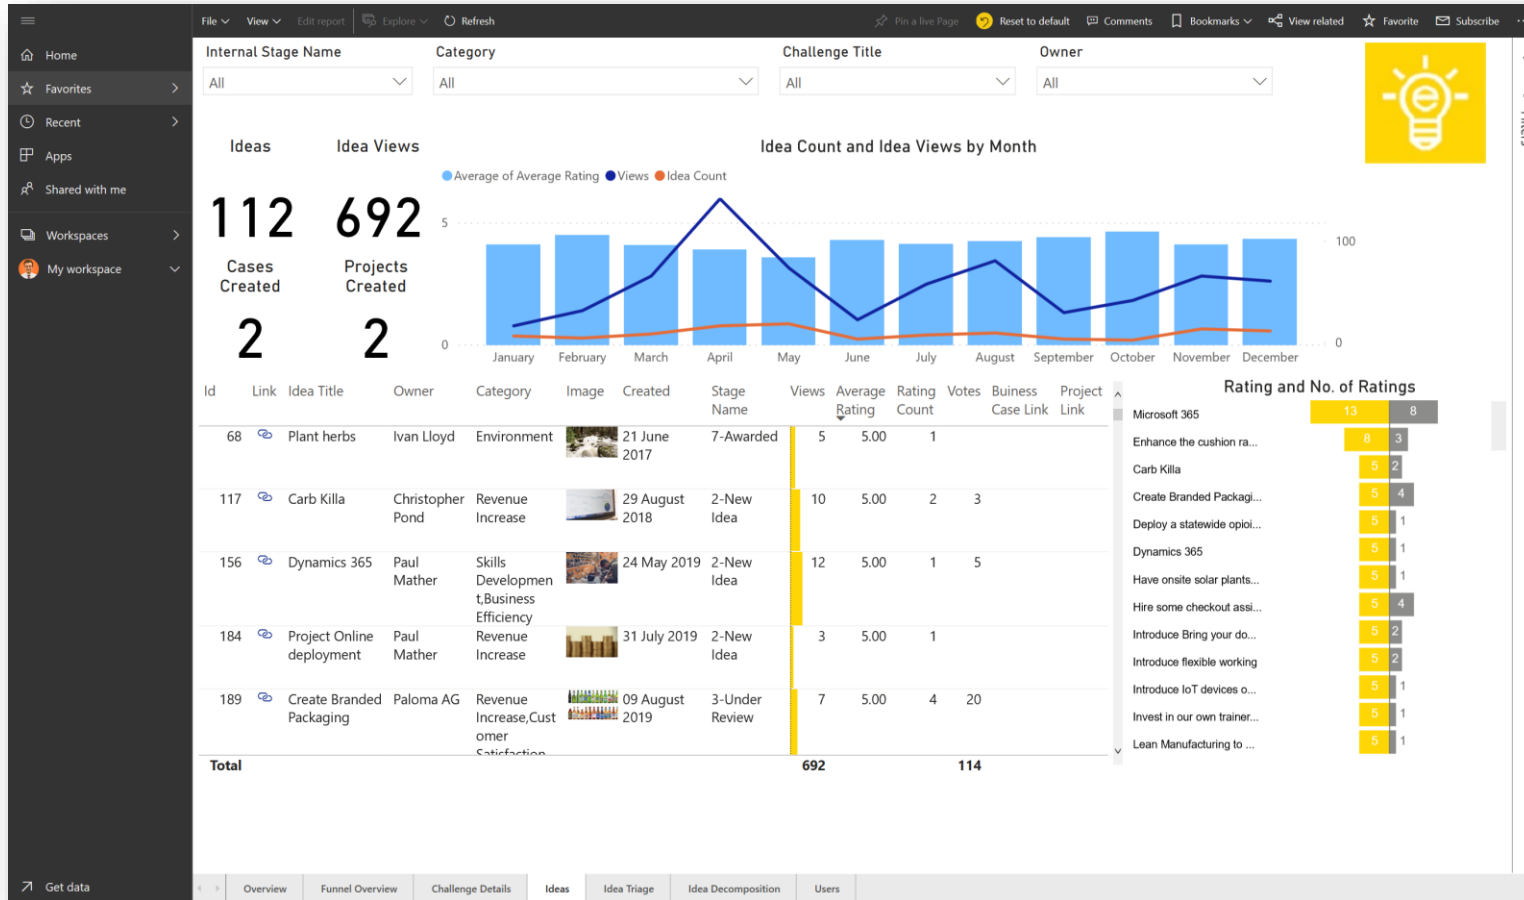 File View Edit report Explore Refresh Pin a live Page Reset to default Comments Bookmarks View related Favorite Subscribe
Home
Favorites
Recent
Apps
Shared with me
Workspaces
My workspace
Get data
Internal Stage Name Category Challenge Title Owner
All All All All
Ideas Idea Views
112 692
Cases Created Projects Created
2 2
Idea Count and Idea Views by Month
Average of Average Rating Views Idea Count
5
100
0 0
January February March April May June July August September October November December
Id Link Idea Title Owner Category Image Created Stage Name Views Average Rating Rating Count Votes Buiness Case Link Project Link
68 Plant herbs Ivan Lloyd Environment 21 June 2017 7-Awarded 5 5.00 1
117 Carb Killa Christopher Pond Revenue Increase 29 August 2018 2-New Idea 10 5.00 2 3
156 Dynamics 365 Paul Mather Skills Development,Business Efficiency 24 May 2019 2-New Idea 12 5.00 1 5
184 Project Online deployment Paul Mather Revenue Increase 31 July 2019 2-New Idea 3 5.00 1
189 Create Branded Packaging Paloma AG Revenue Increase,Customer Satisfaction 09 August 2019 3-Under Review 7 5.00 4 20
Total 692 114
Rating and No. of Ratings
Microsoft 365 13 8
Enhance the cushion ra... 8 3
Carb Killa 5 2
Create Branded Packagi... 5 4
Deploy a statewide opioi... 5 1
Dynamics 365 5 1
Have onsite solar plants... 5 1
Hire some checkout assi... 5 4
Introduce Bring your do... 5 2
Introduce flexible working 5 2
Introduce IoT devices o... 5 1
Invest in our own trainer... 5 1
Lean Manufacturing to ... 5 1
Overview Funnel Overview Challenge Details Ideas Idea Triage Idea Decomposition Users